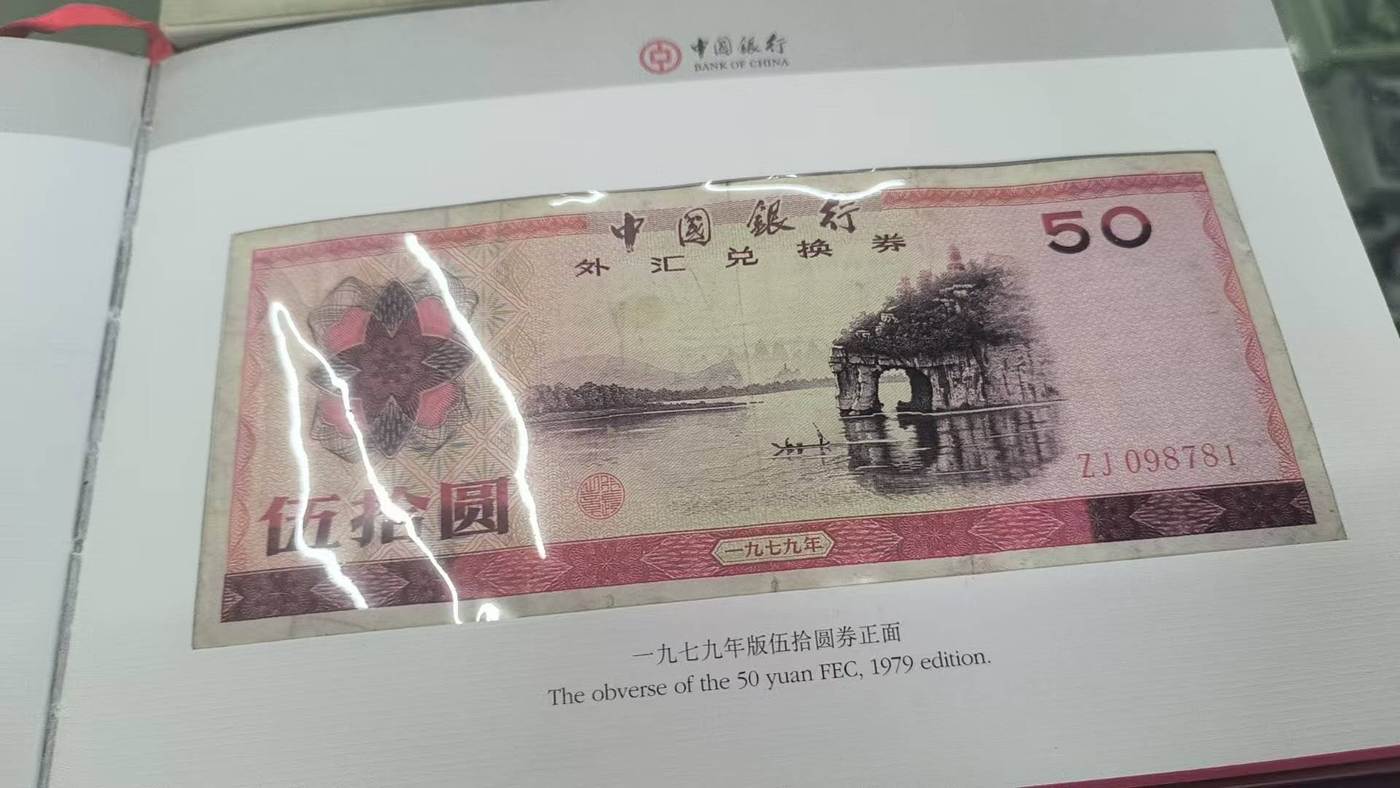 中国銀行
BANK OF CHINA
中國銀行
外汇兑换券
50
ZJ 098781
伍拾圆
一九七九年
一九七九年版伍拾圆券正面
The obverse of the 50 yuan FEC, 1979 edition.